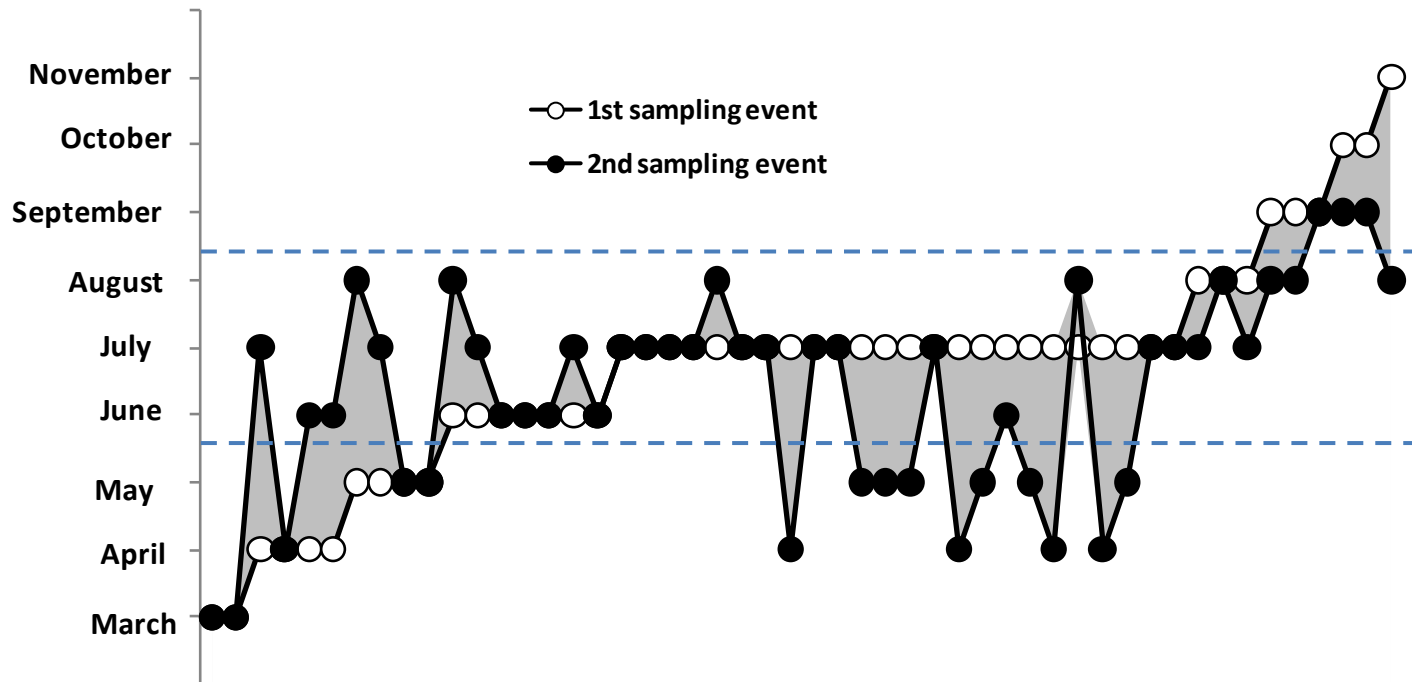 November
October
September
August
July
June
May
April
March
1st sampling event
2nd sampling event